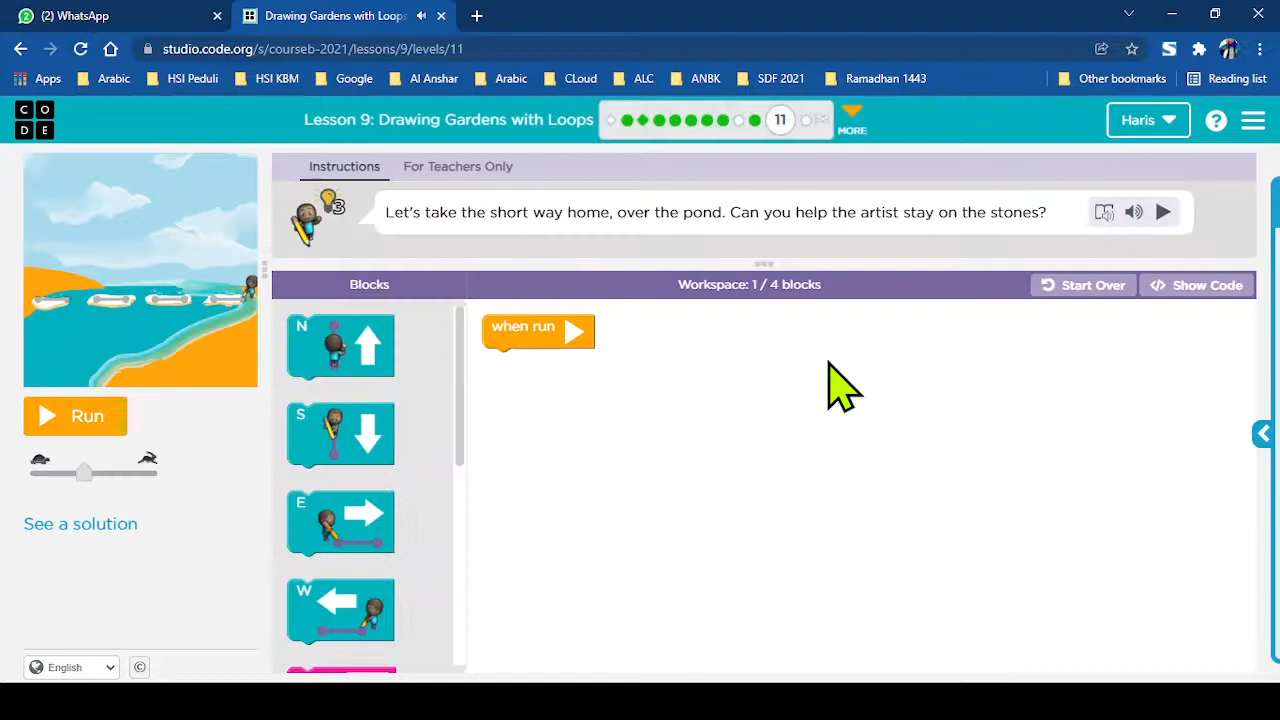 (2) WhatsApp
Drawing Gardens with Loops
studio.code.org/s/courseb-2021/lessons/9/levels/11
Apps Arabic HSI Peduli HSI KBM Google Al Anshar Arabic CLoud ALC ANBK SDF 2021 Ramadhan 1443 Other bookmarks Reading list
C O D E
Lesson 9: Drawing Gardens with Loops
11
MORE
Haris
?
Instructions For Teachers Only
3
Let's take the short way home, over the pond. Can you help the artist stay on the stones?
Blocks
Workspace: 1 / 4 blocks
Start Over
</> Show Code
N
when run
Run
S
See a solution
E
W
English
©